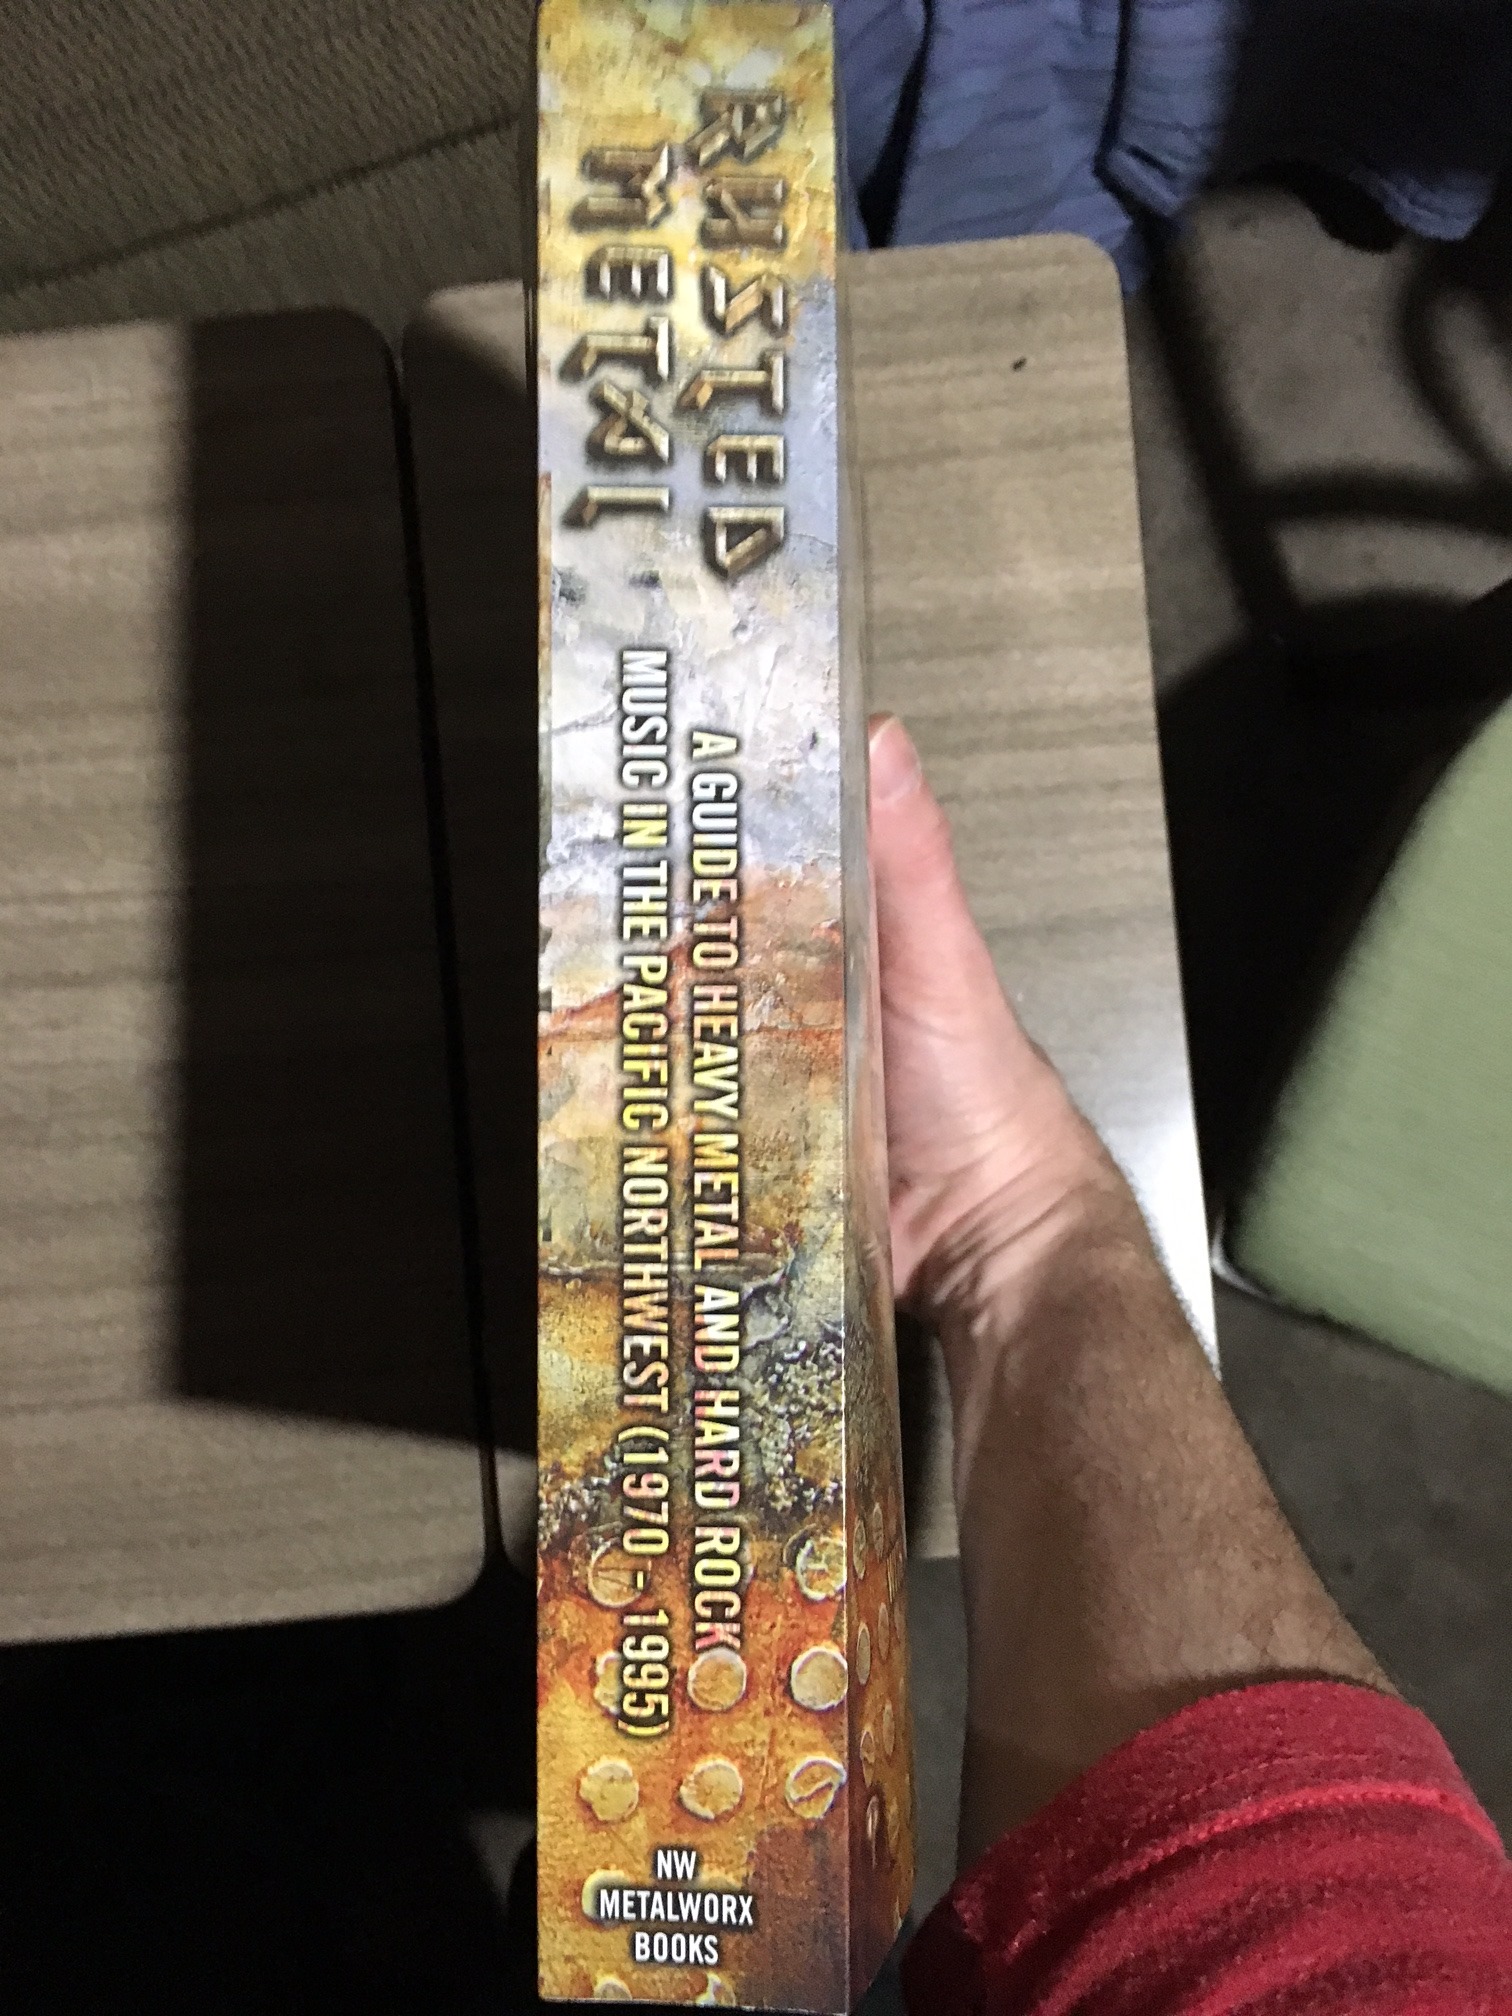 RUSTED
METAL
A GUIDE TO HEAVY METAL AND HARD ROCK
MUSIC IN THE PACIFIC NORTHWEST (1970 - 1995)
NW
METALWORX
BOOKS